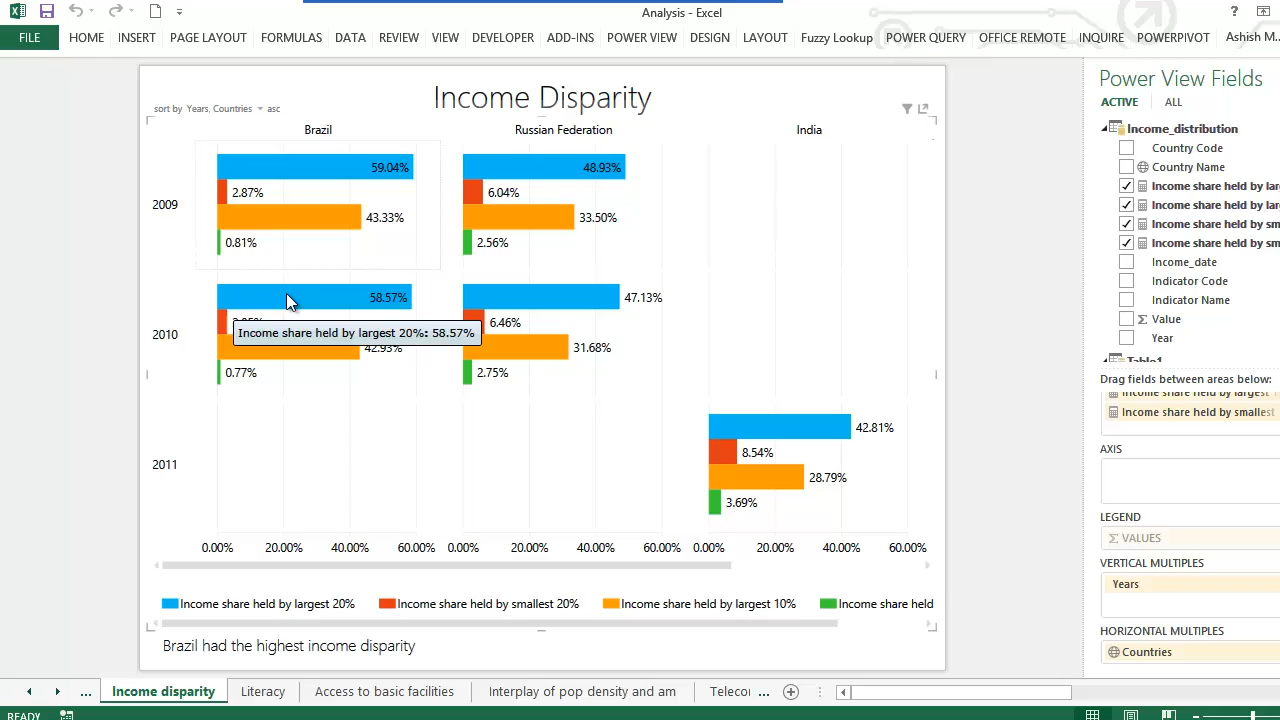 Analysis - Excel
?
FILE HOME INSERT PAGE LAYOUT FORMULAS DATA REVIEW VIEW DEVELOPER ADD-INS POWER VIEW DESIGN LAYOUT Fuzzy Lookup POWER QUERY OFFICE REMOTE INQUIRE POWERPIVOT Ashish M...
Income Disparity
sort by Years, Countries asc
Brazil Russian Federation India
2009
59.04%
2.87%
43.33%
0.81%
48.93%
6.04%
33.50%
2.56%
2010
58.57%
Income share held by largest 20%: 58.57%
42.93%
0.77%
47.13%
6.46%
31.68%
2.75%
2011
42.81%
8.54%
28.79%
3.69%
0.00% 20.00% 40.00% 60.00% 0.00% 20.00% 40.00% 60.00% 0.00% 20.00% 40.00% 60.00%
Income share held by largest 20% Income share held by smallest 20% Income share held by largest 10% Income share held
Brazil had the highest income disparity
Power View Fields
ACTIVE ALL
Income_distribution
Country Code
Country Name
Income share held by lar
Income share held by lar
Income share held by sm
Income share held by sm
Income_date
Indicator Code
Indicator Name
Σ Value
Year
Table1
Drag fields between areas below:
Income share held by largest
Income share held by smallest
AXIS
LEGEND
Σ VALUES
VERTICAL MULTIPLES
Years
HORIZONTAL MULTIPLES
Countries
... Income disparity Literacy Access to basic facilities Interplay of pop density and am Telecor ...
READY